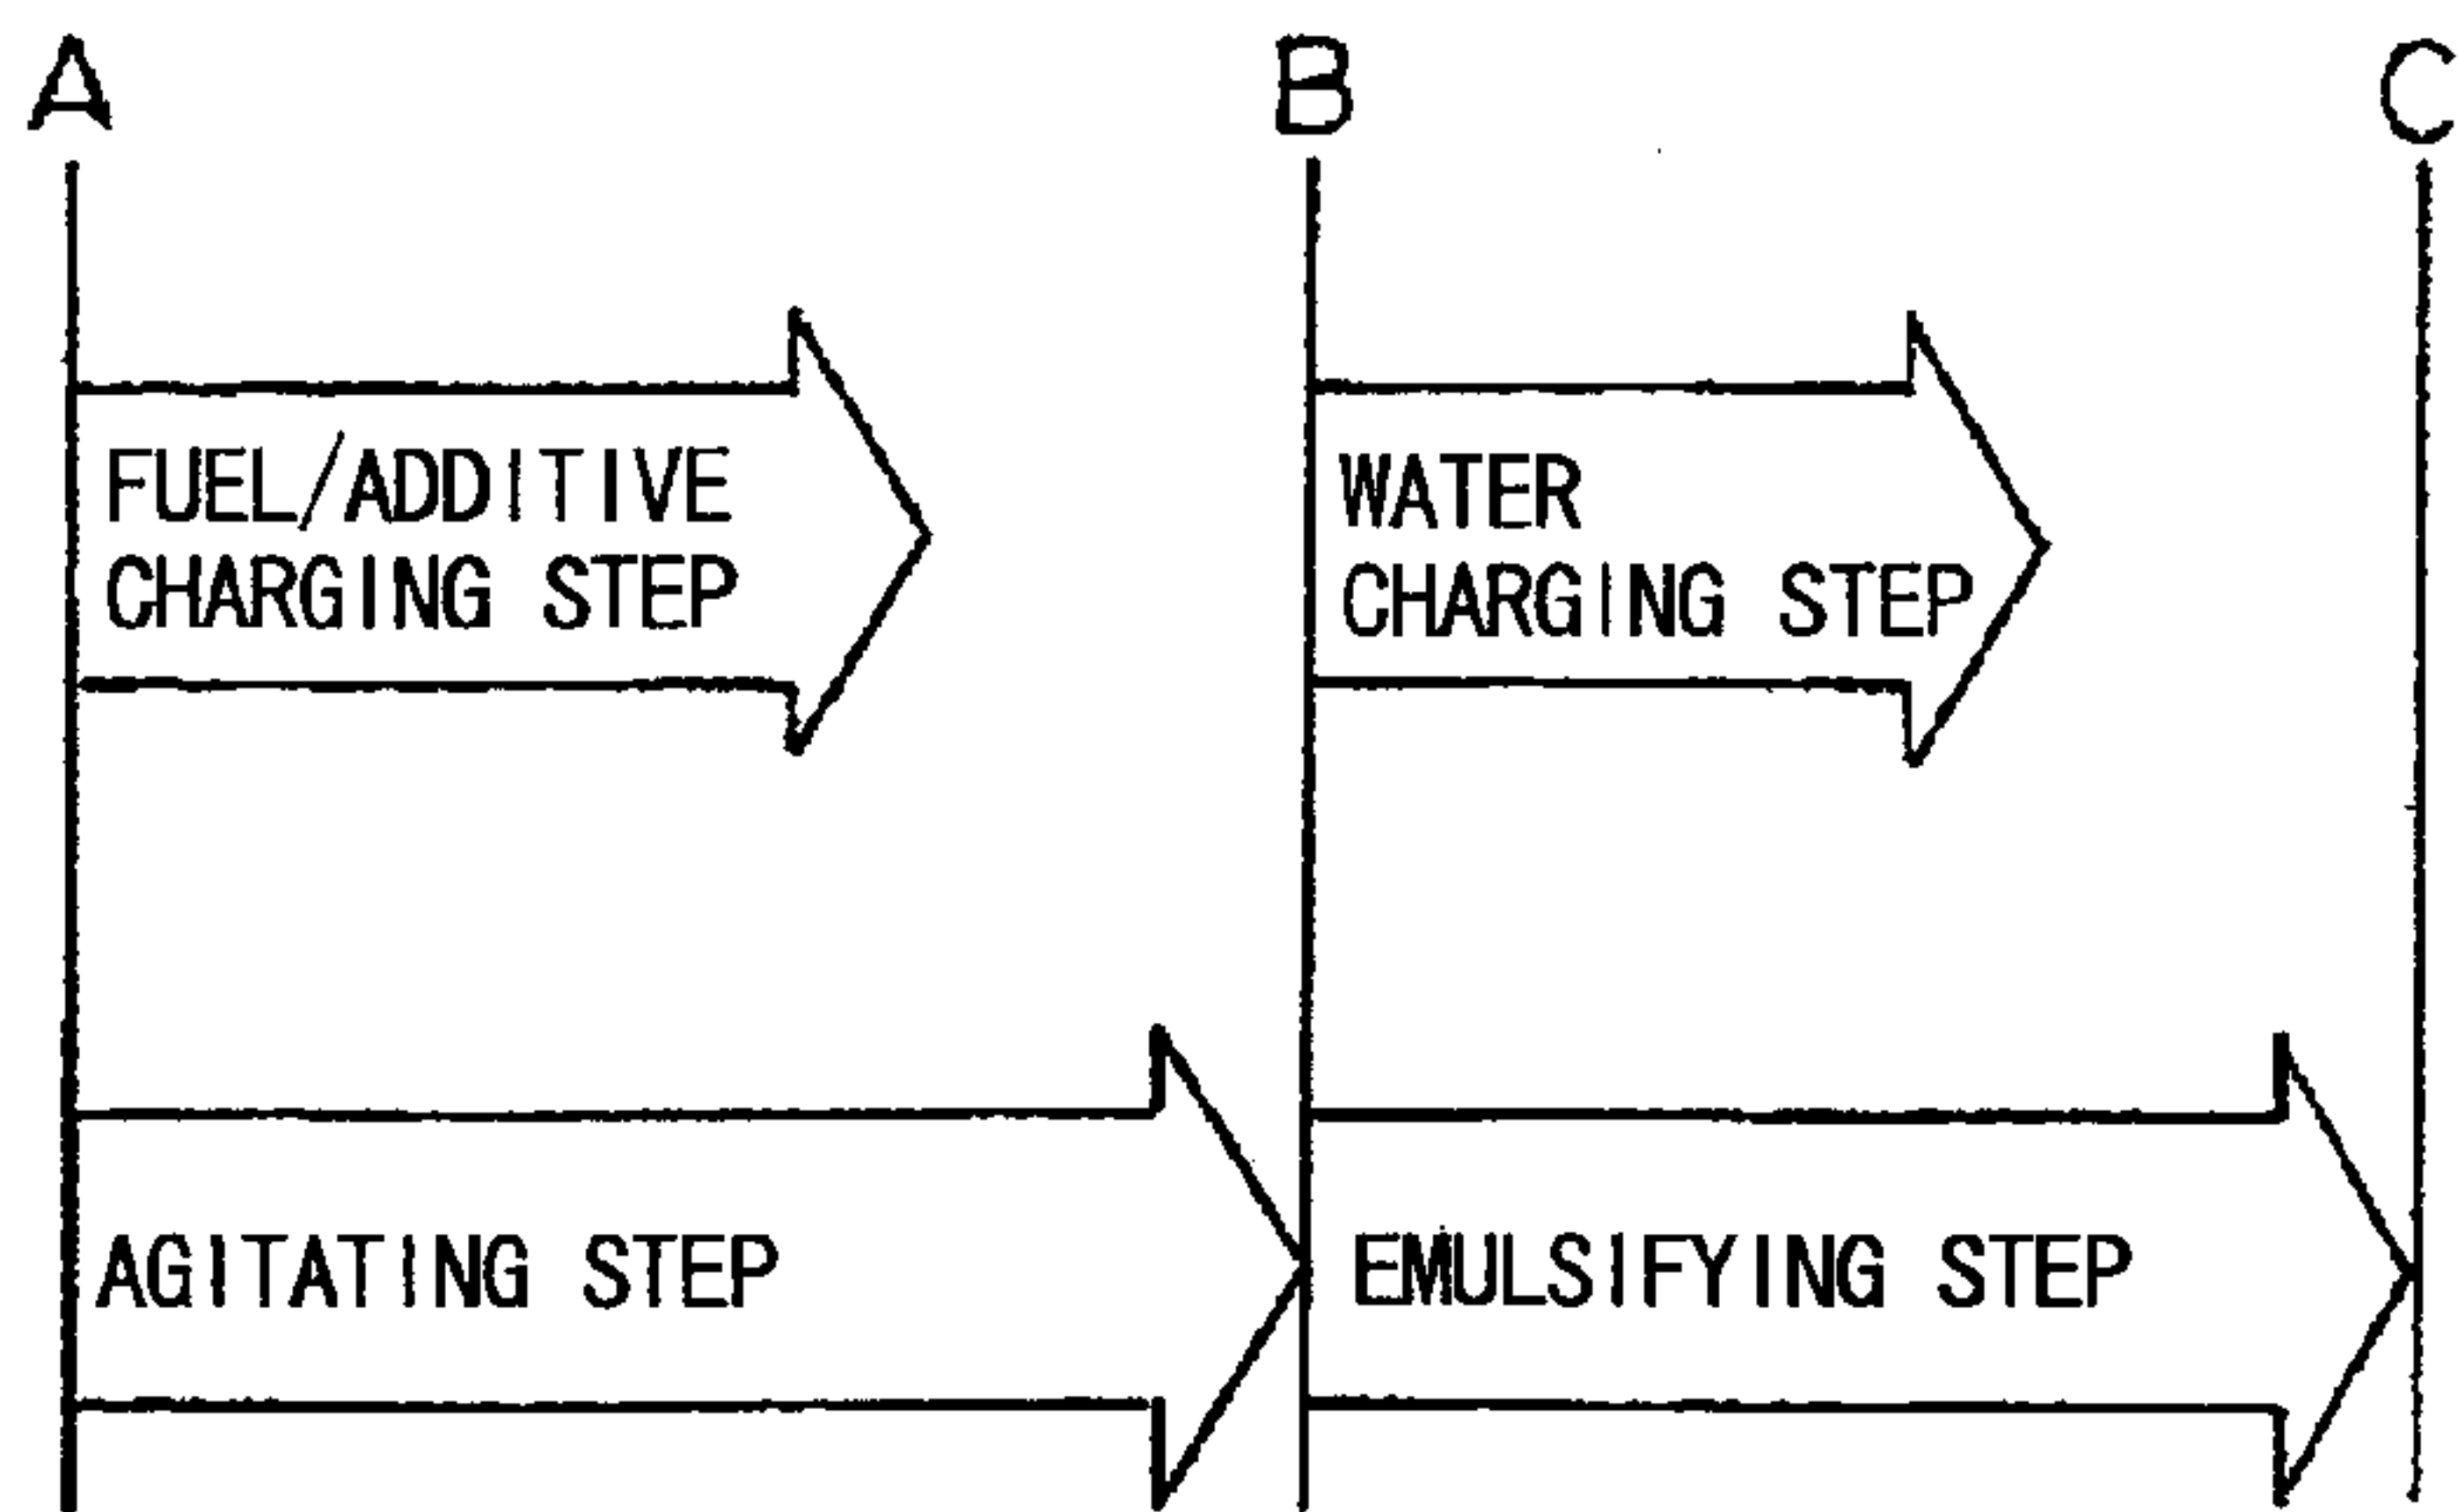 A
B
C
FUEL/ADDITIVE
CHARGING STEP
WATER
CHARGING STEP
AGITATING STEP
EMULSIFYING STEP